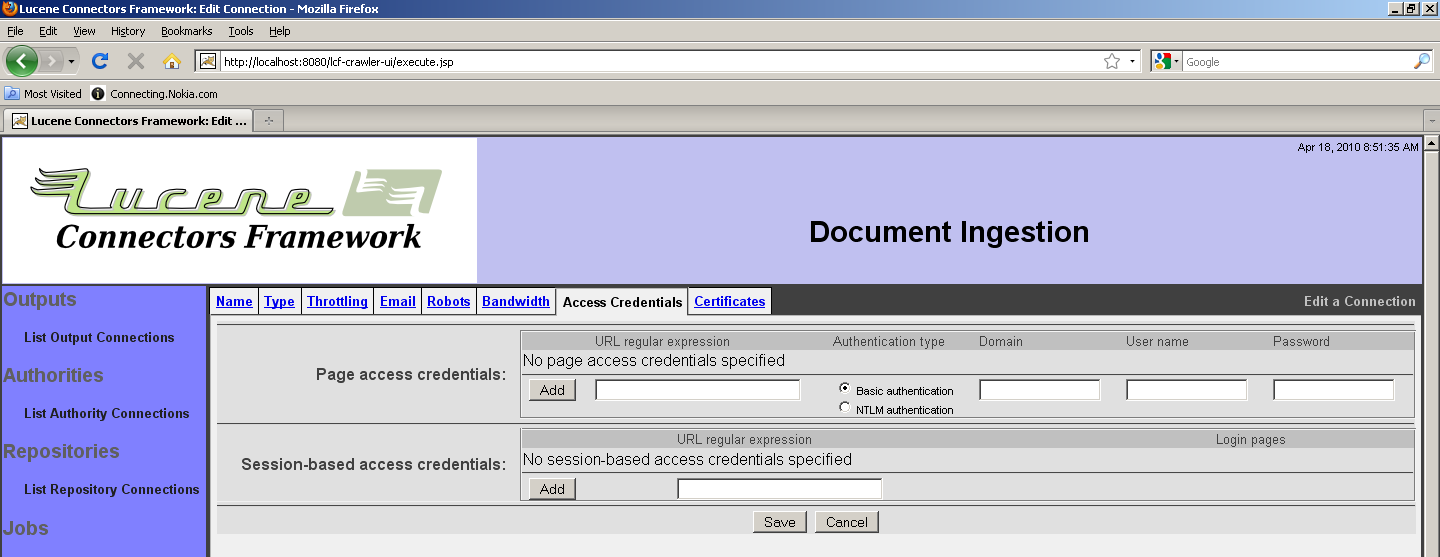 Lucene Connectors Framework: Edit Connection - Mozilla Firefox
File Edit View History Bookmarks Tools Help
http://localhost:8080/lcf-crawler-ui/execute.jsp
Google
Most Visited Connecting.Nokia.com
Lucene Connectors Framework: Edit ...
Apr 18, 2010 8:51:35 AM
Lucene
Connectors Framework
Document Ingestion
Name Type Throttling Email Robots Bandwidth Access Credentials Certificates Edit a Connection
Outputs
List Output Connections
Authorities
List Authority Connections
Repositories
List Repository Connections
Jobs
Page access credentials:
URL regular expression Authentication type Domain User name Password
No page access credentials specified
Add Basic authentication
NTLM authentication
Session-based access credentials:
URL regular expression Login pages
No session-based access credentials specified
Add
Save Cancel